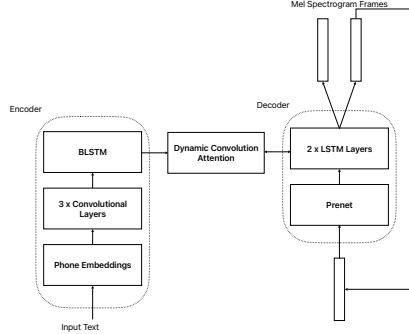 Mel Spectrogram Frames
Encoder
Decoder
BLSTM
Dynamic Convolution
Attention
2 x LSTM Layers
3 x Convolutional
Layers
Prenet
Phone Embeddings
Input Text